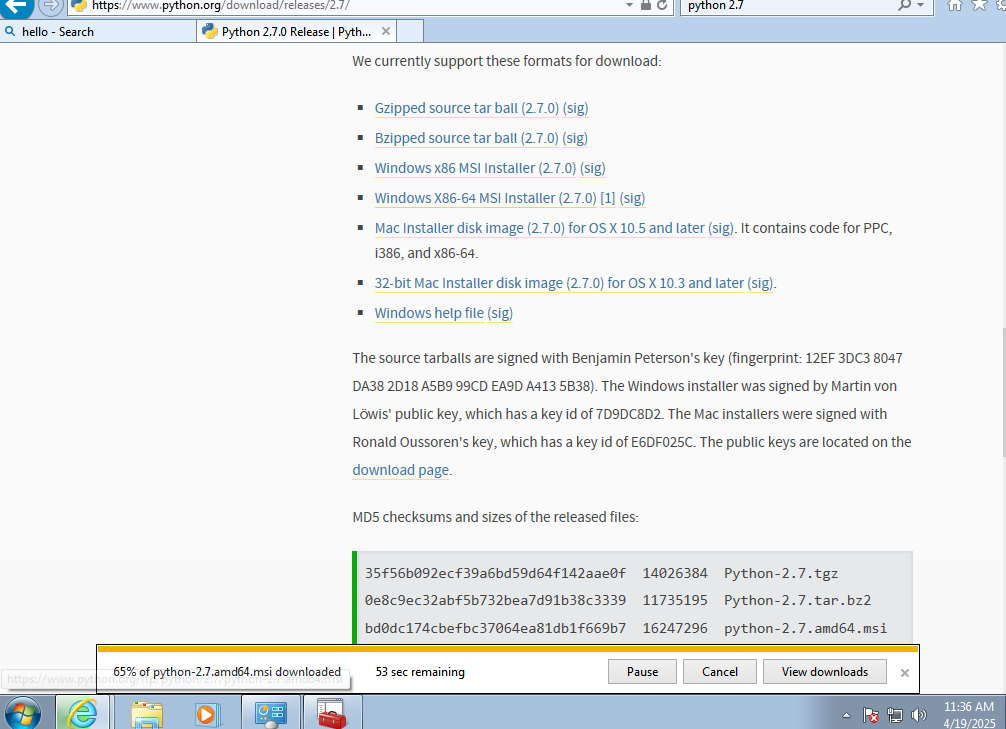 https://www.python.org/download/releases/2.7/
python 2.7
hello - Search
Python 2.7.0 Release | Pyth...
We currently support these formats for download:
Gzipped source tar ball (2.7.0) (sig)
Bzipped source tar ball (2.7.0) (sig)
Windows x86 MSI Installer (2.7.0) (sig)
Windows X86-64 MSI Installer (2.7.0) [1] (sig)
Mac Installer disk image (2.7.0) for OS X 10.5 and later (sig). It contains code for PPC,
i386, and x86-64.
32-bit Mac Installer disk image (2.7.0) for OS X 10.3 and later (sig).
Windows help file (sig)
The source tarballs are signed with Benjamin Peterson's key (fingerprint: 12EF 3DC3 8047
DA38 2D18 A5B9 99CD EA9D A413 5B38). The Windows installer was signed by Martin von
Löwis' public key, which has a key id of 7D9DC8D2. The Mac installers were signed with
Ronald Oussoren's key, which has a key id of E6DF025C. The public keys are located on the
download page.
MD5 checksums and sizes of the released files:
35f56b092ecf39a6bd59d64f142aae0f 14026384 Python-2.7.tgz
0e8c9ec32abf5b732bea7d91b38c3339 11735195 Python-2.7.tar.bz2
bd0dc174cbefbc37064ea81db1f669b7 16247296 python-2.7.amd64.msi
65% of python-2.7.amd64.msi downloaded 53 sec remaining Pause Cancel View downloads
https://www.python.org/ftp/python/2.7/python-2.7.amd64.msi
11:36 AM
4/19/2025